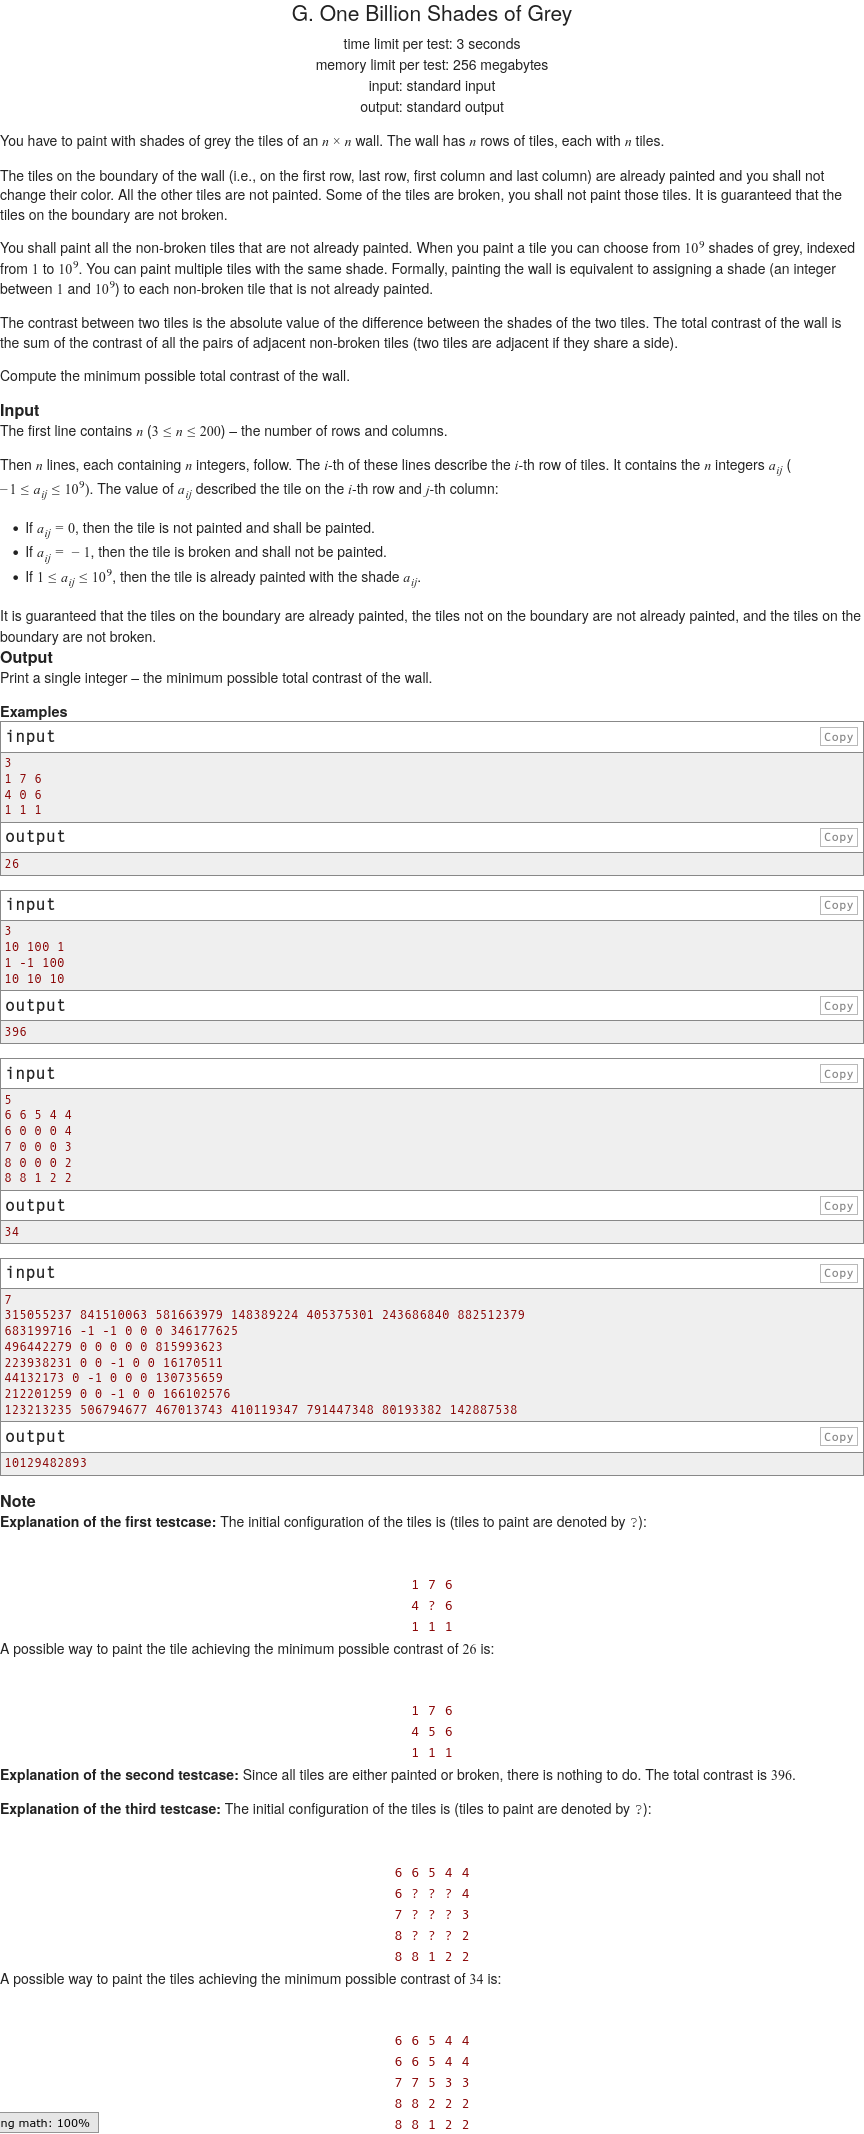 G. One Billion Shades of Grey
time limit per test: 3 seconds
memory limit per test: 256 megabytes
input: standard input
output: standard output
You have to paint with shades of grey the tiles of an n × n wall. The wall has n rows of tiles, each with n tiles.
The tiles on the boundary of the wall (i.e., on the first row, last row, first column and last column) are already painted and you shall not
change their color. All the other tiles are not painted. Some of the tiles are broken, you shall not paint those tiles. It is guaranteed that the
tiles on the boundary are not broken.
You shall paint all the non-broken tiles that are not already painted. When you paint a tile you can choose from 10^9 shades of grey, indexed
from 1 to 10^9. You can paint multiple tiles with the same shade. Formally, painting the wall is equivalent to assigning a shade (an integer
between 1 and 10^9) to each non-broken tile that is not already painted.
The contrast between two tiles is the absolute value of the difference between the shades of the two tiles. The total contrast of the wall is
the sum of the contrast of all the pairs of adjacent non-broken tiles (two tiles are adjacent if they share a side).
Compute the minimum possible total contrast of the wall.
Input
The first line contains n (3 ≤ n ≤ 200) – the number of rows and columns.
Then n lines, each containing n integers, follow. The i-th of these lines describe the i-th row of tiles. It contains the n integers a_ij (
−1 ≤ a_ij ≤ 10^9). The value of a_ij described the tile on the i-th row and j-th column:
• If a_ij = 0, then the tile is not painted and shall be painted.
• If a_ij = − 1, then the tile is broken and shall not be painted.
• If 1 ≤ a_ij ≤ 10^9, then the tile is already painted with the shade a_ij.
It is guaranteed that the tiles on the boundary are already painted, the tiles not on the boundary are not already painted, and the tiles on the
boundary are not broken.
Output
Print a single integer – the minimum possible total contrast of the wall.
Examples
input Copy
3
1 7 6
4 0 6
1 1 1
output Copy
26
input Copy
3
10 100 1
1 -1 100
10 10 10
output Copy
396
input Copy
5
6 6 5 4 4
6 0 0 0 4
7 0 0 0 3
8 0 0 0 2
8 8 1 2 2
output Copy
34
input Copy
7
315055237 841510063 581663979 148389224 405375301 243686840 882512379
683199716 -1 -1 0 0 0 346177625
496442279 0 0 0 0 0 815993623
223938231 0 0 -1 0 0 16170511
44132173 0 -1 0 0 0 130735659
212201259 0 0 -1 0 0 166102576
123213235 506794677 467013743 410119347 791447348 80193382 142887538
output Copy
10129482893
Note
Explanation of the first testcase: The initial configuration of the tiles is (tiles to paint are denoted by ?):
1 7 6
4 ? 6
1 1 1
A possible way to paint the tile achieving the minimum possible contrast of 26 is:
1 7 6
4 5 6
1 1 1
Explanation of the second testcase: Since all tiles are either painted or broken, there is nothing to do. The total contrast is 396.
Explanation of the third testcase: The initial configuration of the tiles is (tiles to paint are denoted by ?):
6 6 5 4 4
6 ? ? ? 4
7 ? ? ? 3
8 ? ? ? 2
8 8 1 2 2
A possible way to paint the tiles achieving the minimum possible contrast of 34 is:
6 6 5 4 4
6 6 5 4 4
7 7 5 3 3
8 8 2 2 2
8 8 1 2 2
ng math: 100%